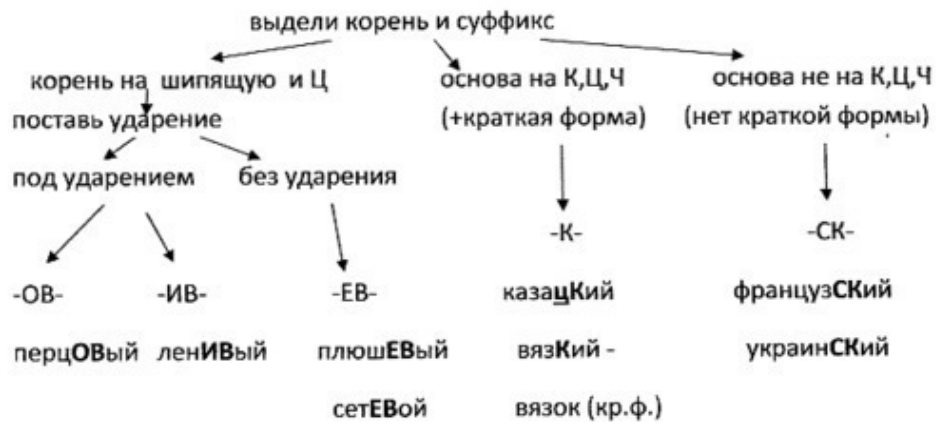 выдели корень и суффикс
корень на шипящую и Ц основа на К,Ц,Ч основа не на К,Ц,Ч
поставь ударение (+краткая форма) (нет краткой формы)
под ударением без ударения
-К- -СК-
-ОВ- -ИВ- -ЕВ- казацКий французСКий
перцОВый ленИВый плюшЕВый вязКий - украинСКий
сетЕВой вязок (кр.ф.)